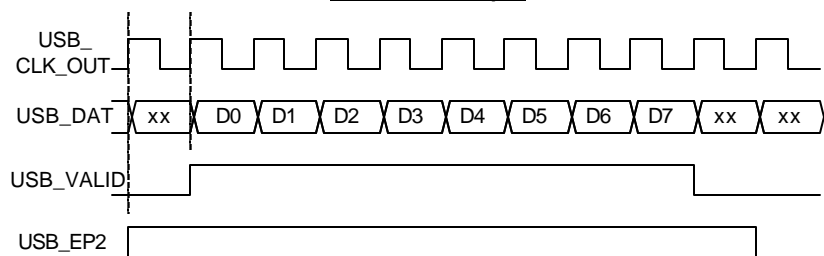 USB_
CLK_OUT
USB_DAT xx D0 D1 D2 D3 D4 D5 D6 D7 xx xx
USB_VALID
USB_EP2